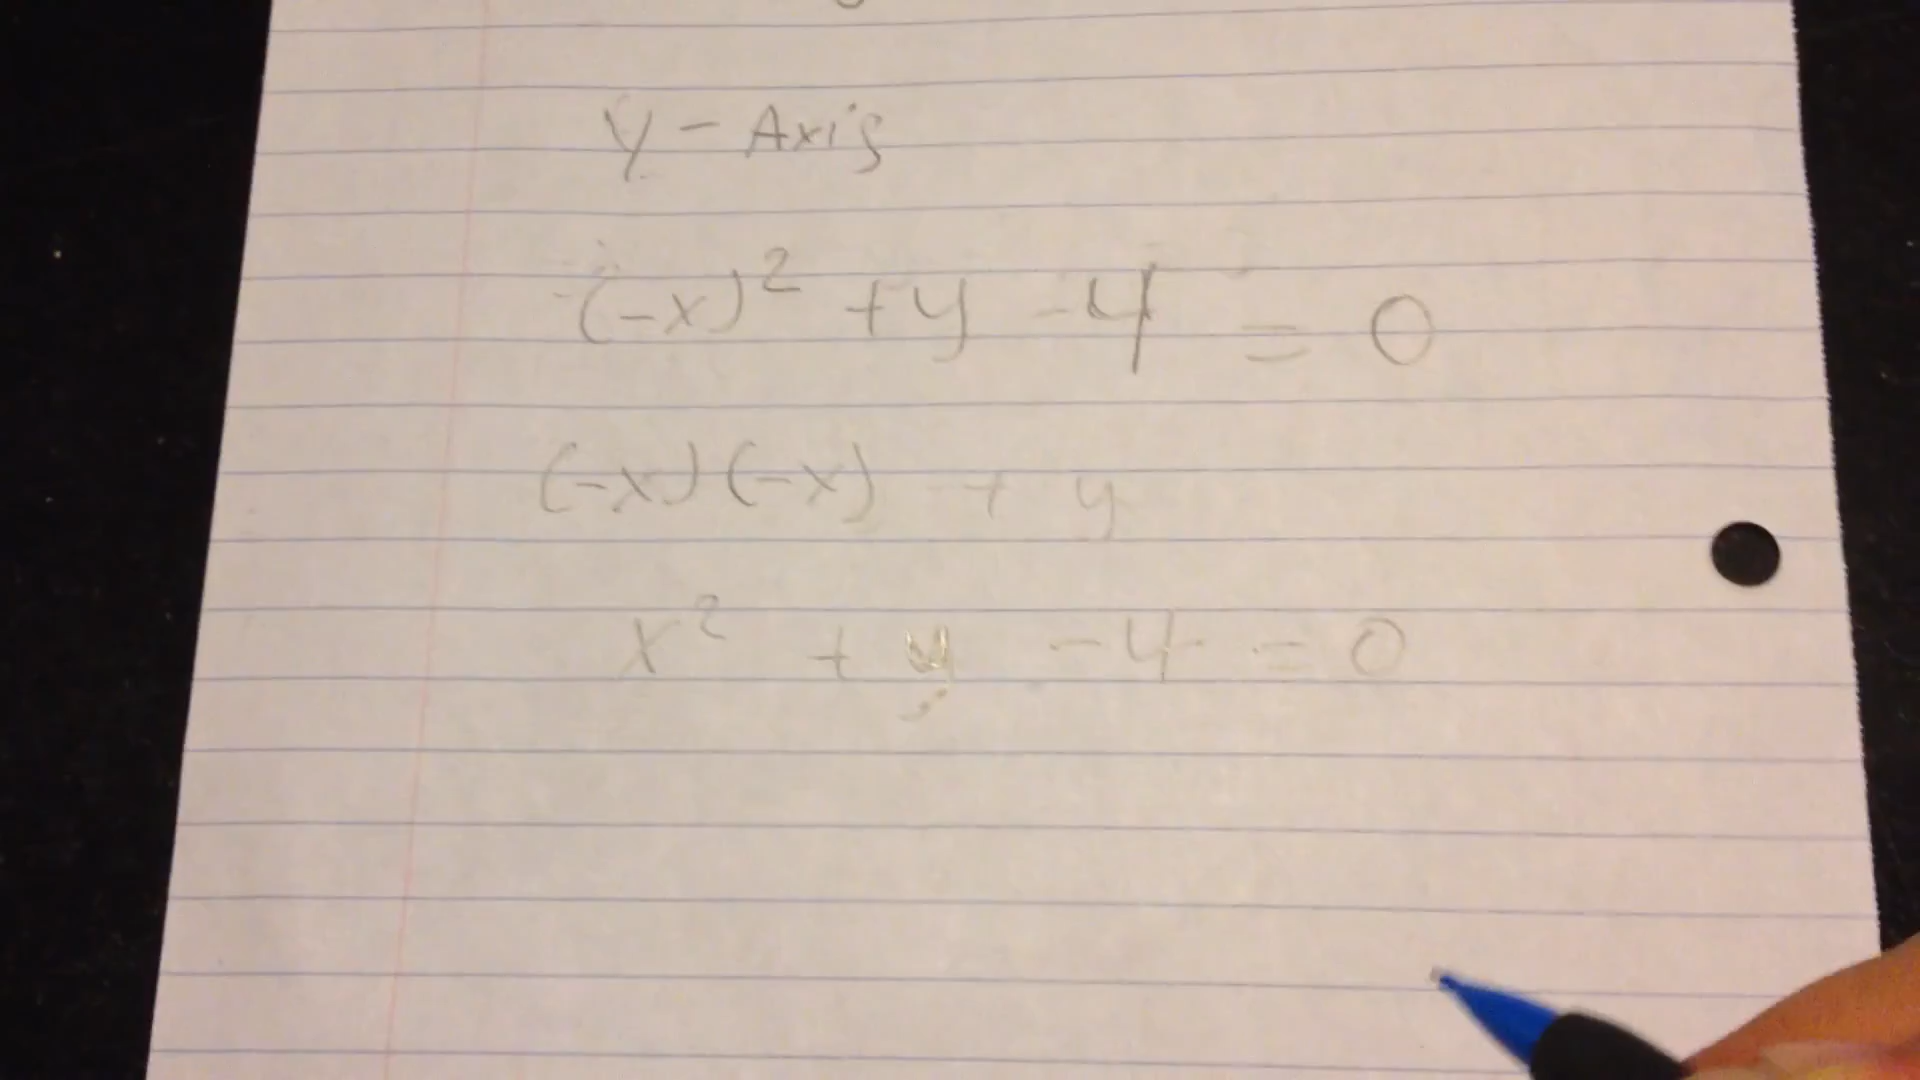 y - Axis
(-x)² + y - 4 = 0
(-x)(-x) + y
x² + y - 4 = 0